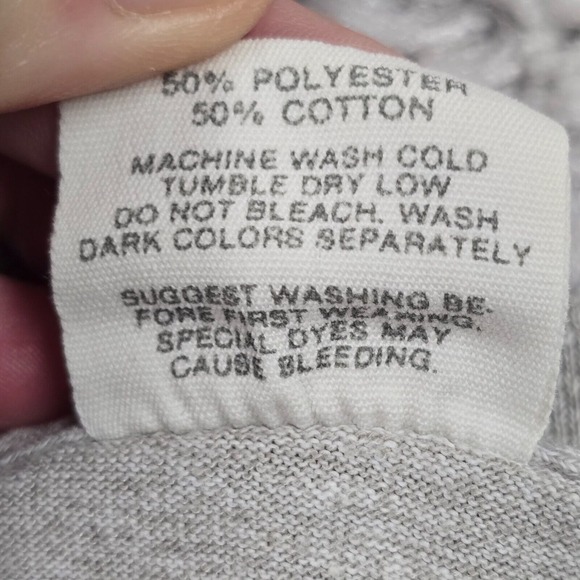 50% POLYESTER
50% COTTON
MACHINE WASH COLD
TUMBLE DRY LOW
DO NOT BLEACH. WASH
DARK COLORS SEPARATELY
SUGGEST WASHING BE-
FORE FIRST WEARING.
SPECIAL DYES MAY
CAUSE BLEEDING.